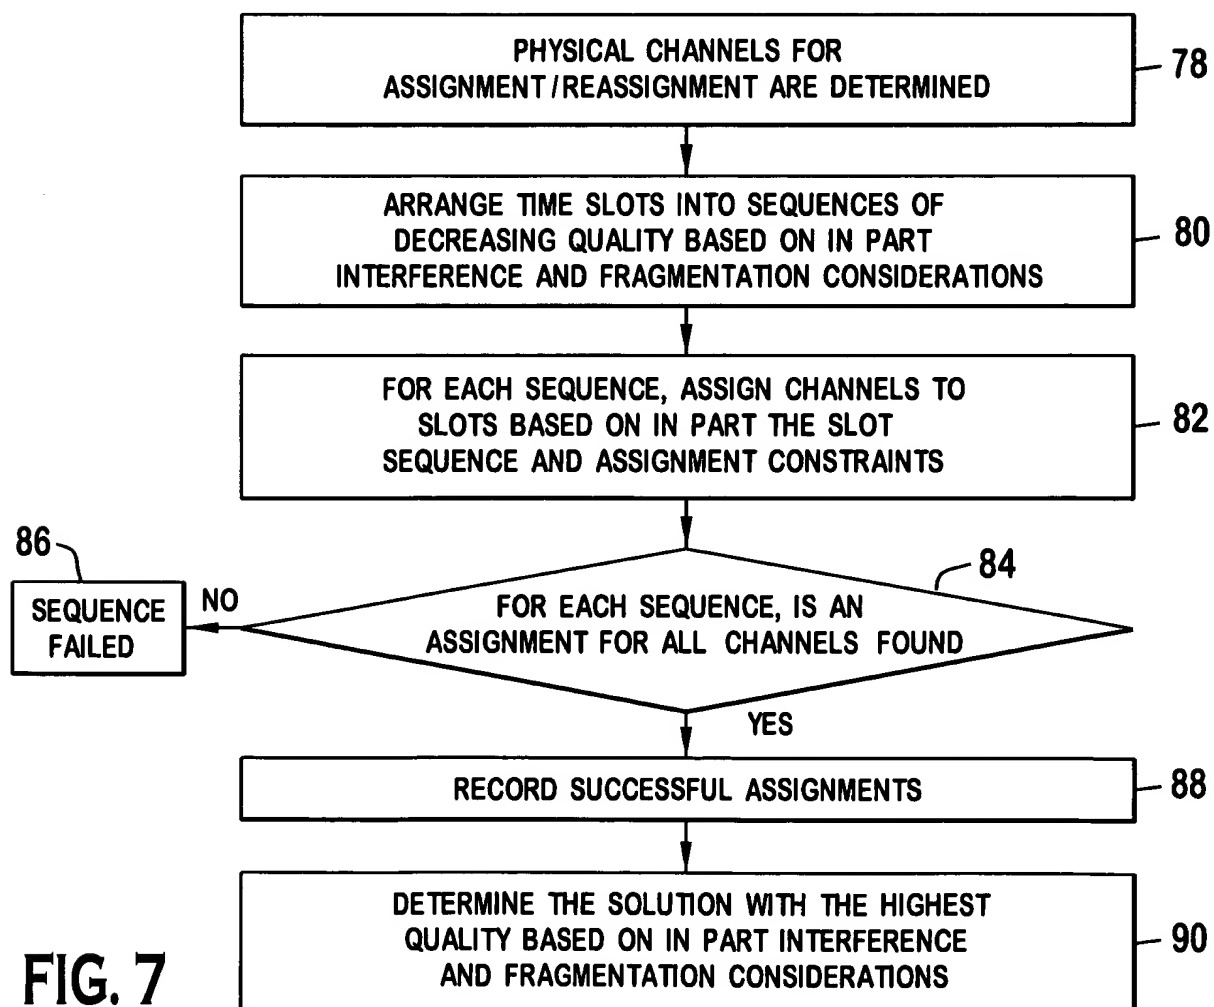 PHYSICAL CHANNELS FOR
ASSIGNMENT/REASSIGNMENT ARE DETERMINED
78
ARRANGE TIME SLOTS INTO SEQUENCES OF
DECREASING QUALITY BASED ON IN PART
INTERFERENCE AND FRAGMENTATION CONSIDERATIONS
80
FOR EACH SEQUENCE, ASSIGN CHANNELS TO
SLOTS BASED ON IN PART THE SLOT
SEQUENCE AND ASSIGNMENT CONSTRAINTS
82
86
SEQUENCE
FAILED
NO
84
FOR EACH SEQUENCE, IS AN
ASSIGNMENT FOR ALL CHANNELS FOUND
YES
RECORD SUCCESSFUL ASSIGNMENTS
88
DETERMINE THE SOLUTION WITH THE HIGHEST
QUALITY BASED ON IN PART INTERFERENCE
AND FRAGMENTATION CONSIDERATIONS
90
FIG. 7